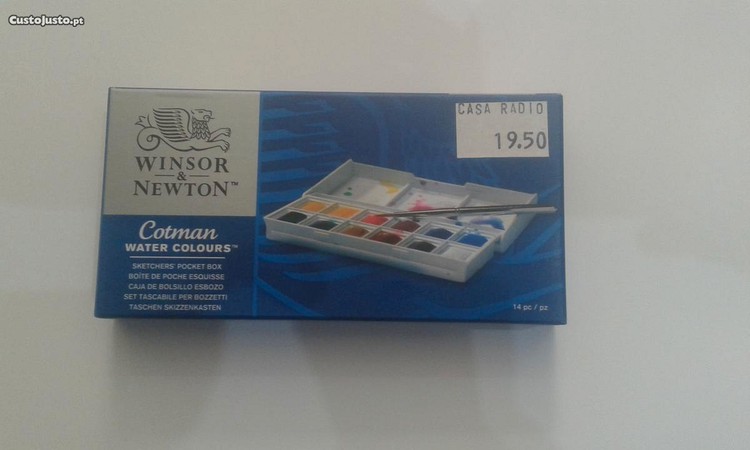 CustoJusto.pt
WINSOR
&
NEWTON™
Cotman
WATER COLOURS™
SKETCHERS' POCKET BOX
BOÎTE DE POCHE ESQUISSE
CAJA DE BOLSILLO ESBOZO
SET TASCABILE PER BOZZETTI
TASCHEN SKIZZENKASTEN
CASA RADIO
19.50
14 pc / pz